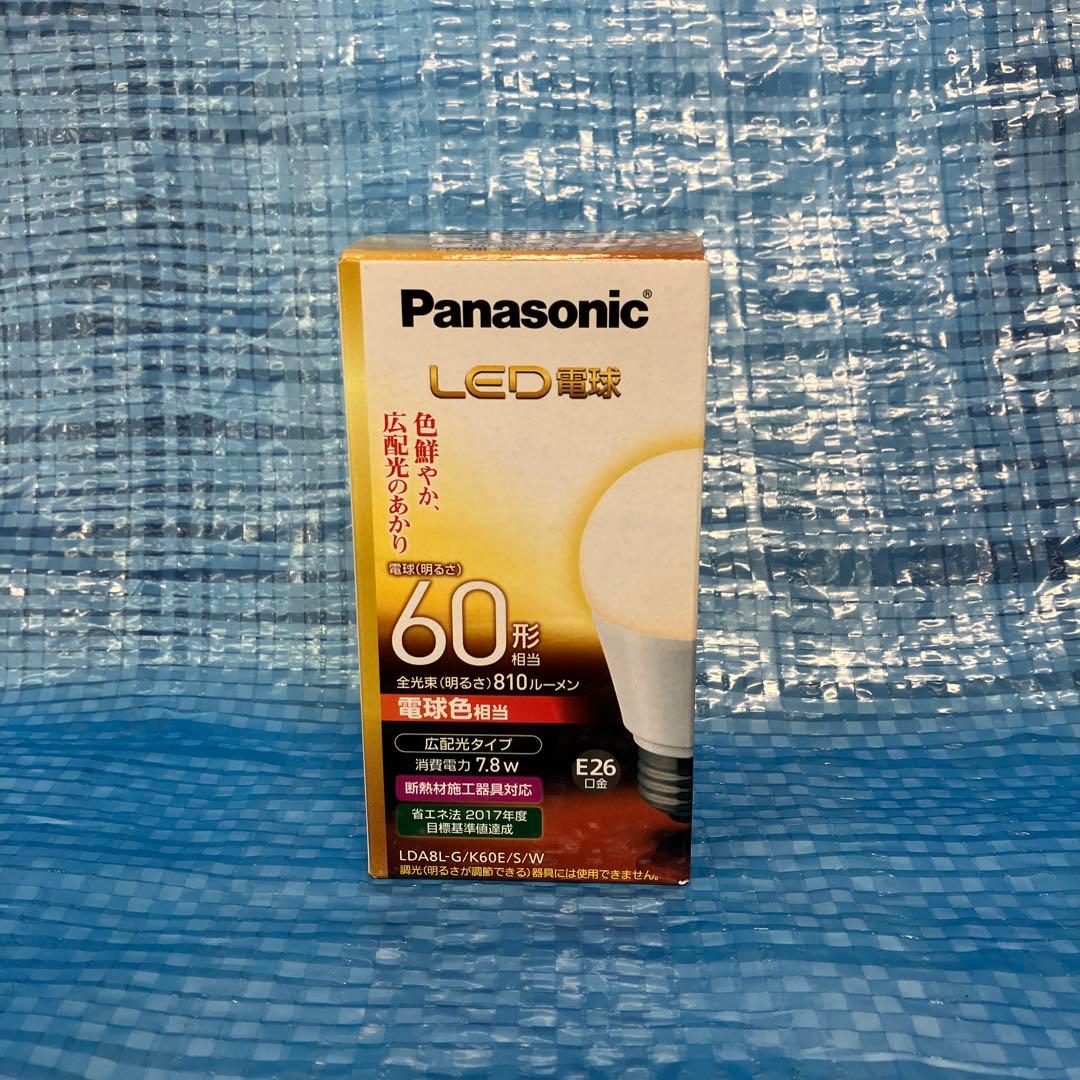 Panasonic®
LED電球
色鮮やか、
広配光のあかり
電球(明るさ)
60形
相当
全光束(明るさ)810ルーメン
電球色相当
広配光タイプ
消費電力 7.8W
E26
口金
断熱材施工器具対応
省エネ法 2017年度
目標基準値達成
LDA8L-G/K60E/S/W
調光(明るさが調節できる)器具には使用できません。